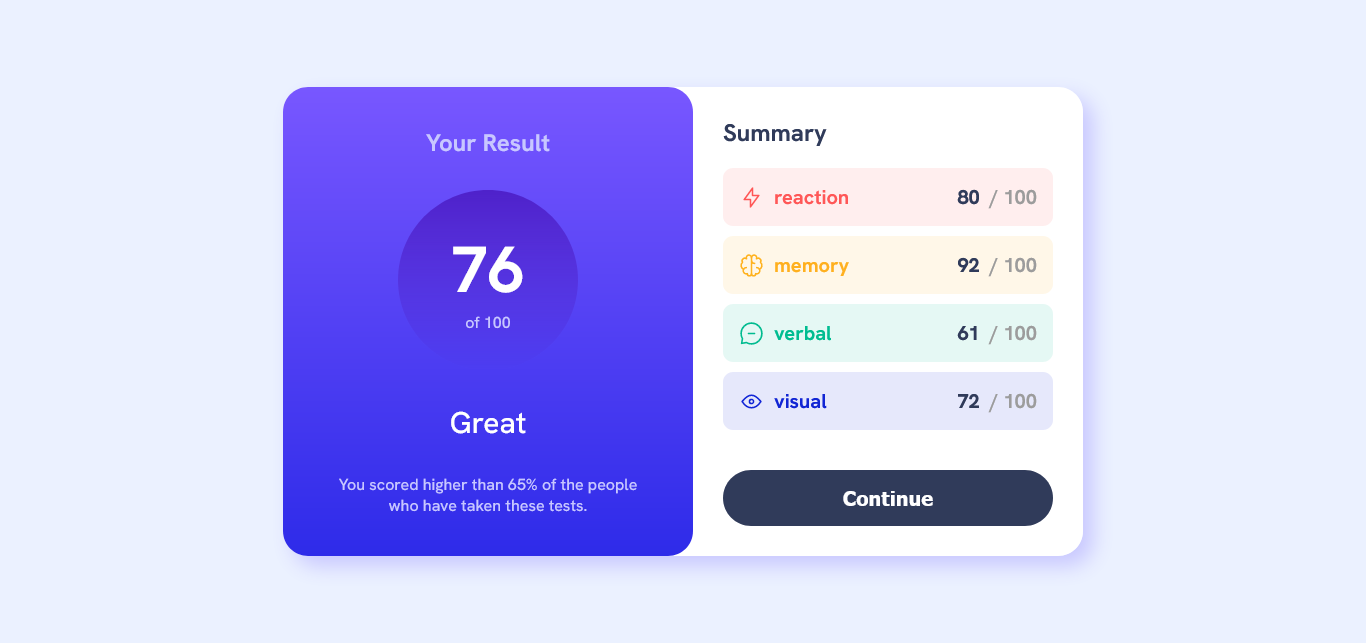 Your Result
76
of 100
Great
You scored higher than 65% of the people
who have taken these tests.
Summary
reaction 80 / 100
memory 92 / 100
verbal 61 / 100
visual 72 / 100
Continue